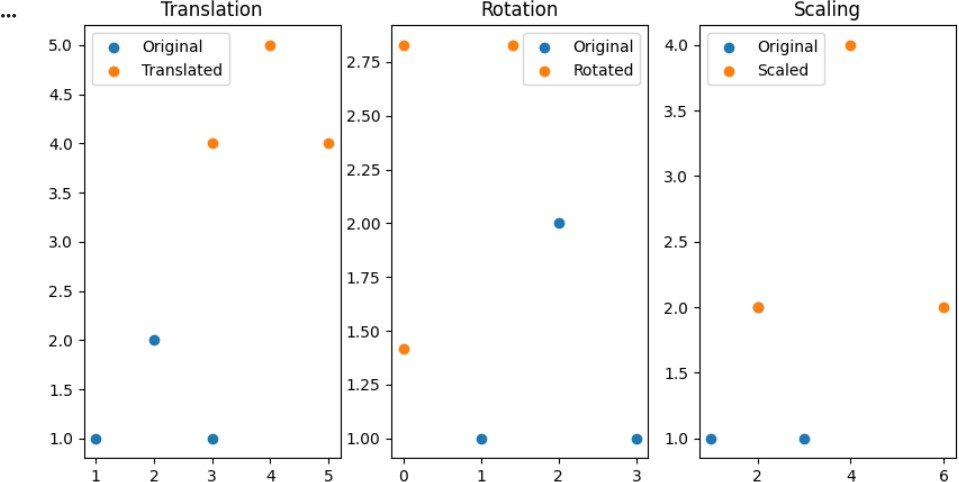 ...
Translation
Original
Translated
5.0
4.5
4.0
3.5
3.0
2.5
2.0
1.5
1.0
1 2 3 4 5
Rotation
Original
Rotated
2.75
2.50
2.25
2.00
1.75
1.50
1.25
1.00
0 1 2 3
Scaling
Original
Scaled
4.0
3.5
3.0
2.5
2.0
1.5
1.0
2 4 6